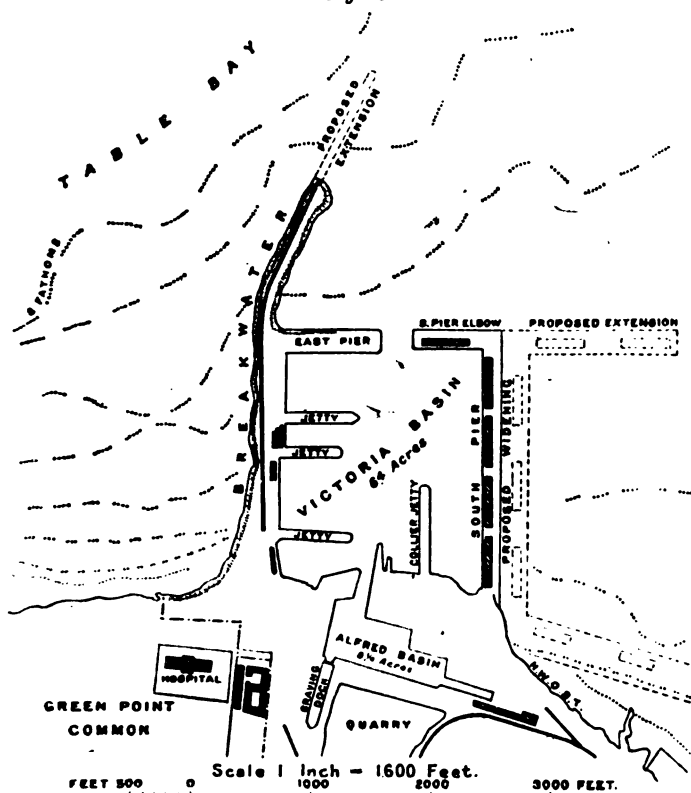 TABLE BAY
PROPOSED
EXTENSION
FATHOMS
BREAKWATER
EAST PIER
S. PIER ELBOW
PROPOSED EXTENSION
JETTY
JETTY
JETTY
VICTORIA BASIN
64 Acres
COLLIER JETTY
SOUTH PIER
PROPOSED WIDENING
ALFRED BASIN
Acres
GRAVING
DOCK
HOSPITAL
GREEN POINT
COMMON
QUARRY
H.W.O.S.T.
Scale 1 Inch = 1600 Feet.
FEET 500 0 1000 2000 3000 FEET.